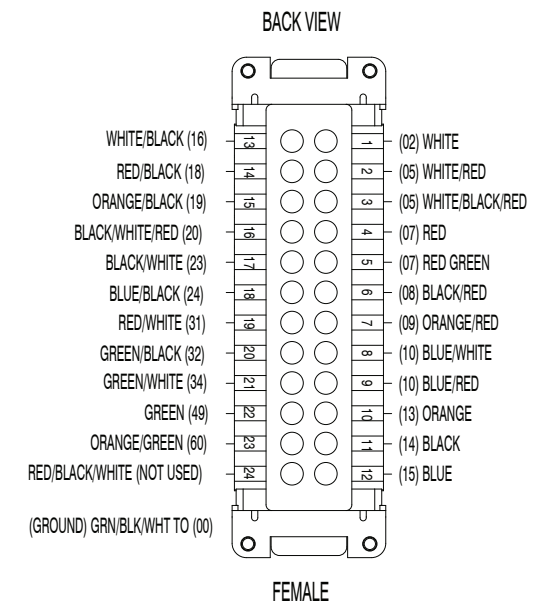 BACK VIEW
WHITE/BLACK (16) 13 1 (02) WHITE
RED/BLACK (18) 14 2 (05) WHITE/RED
ORANGE/BLACK (19) 15 3 (05) WHITE/BLACK/RED
BLACK/WHITE/RED (20) 16 4 (07) RED
BLACK/WHITE (23) 17 5 (07) RED GREEN
BLUE/BLACK (24) 18 6 (08) BLACK/RED
RED/WHITE (31) 19 7 (09) ORANGE/RED
GREEN/BLACK (32) 20 8 (10) BLUE/WHITE
GREEN/WHITE (34) 21 9 (10) BLUE/RED
GREEN (49) 22 10 (13) ORANGE
ORANGE/GREEN (60) 23 11 (14) BLACK
RED/BLACK/WHITE (NOT USED) 24 12 (15) BLUE
(GROUND) GRN/BLK/WHT TO (00)
FEMALE